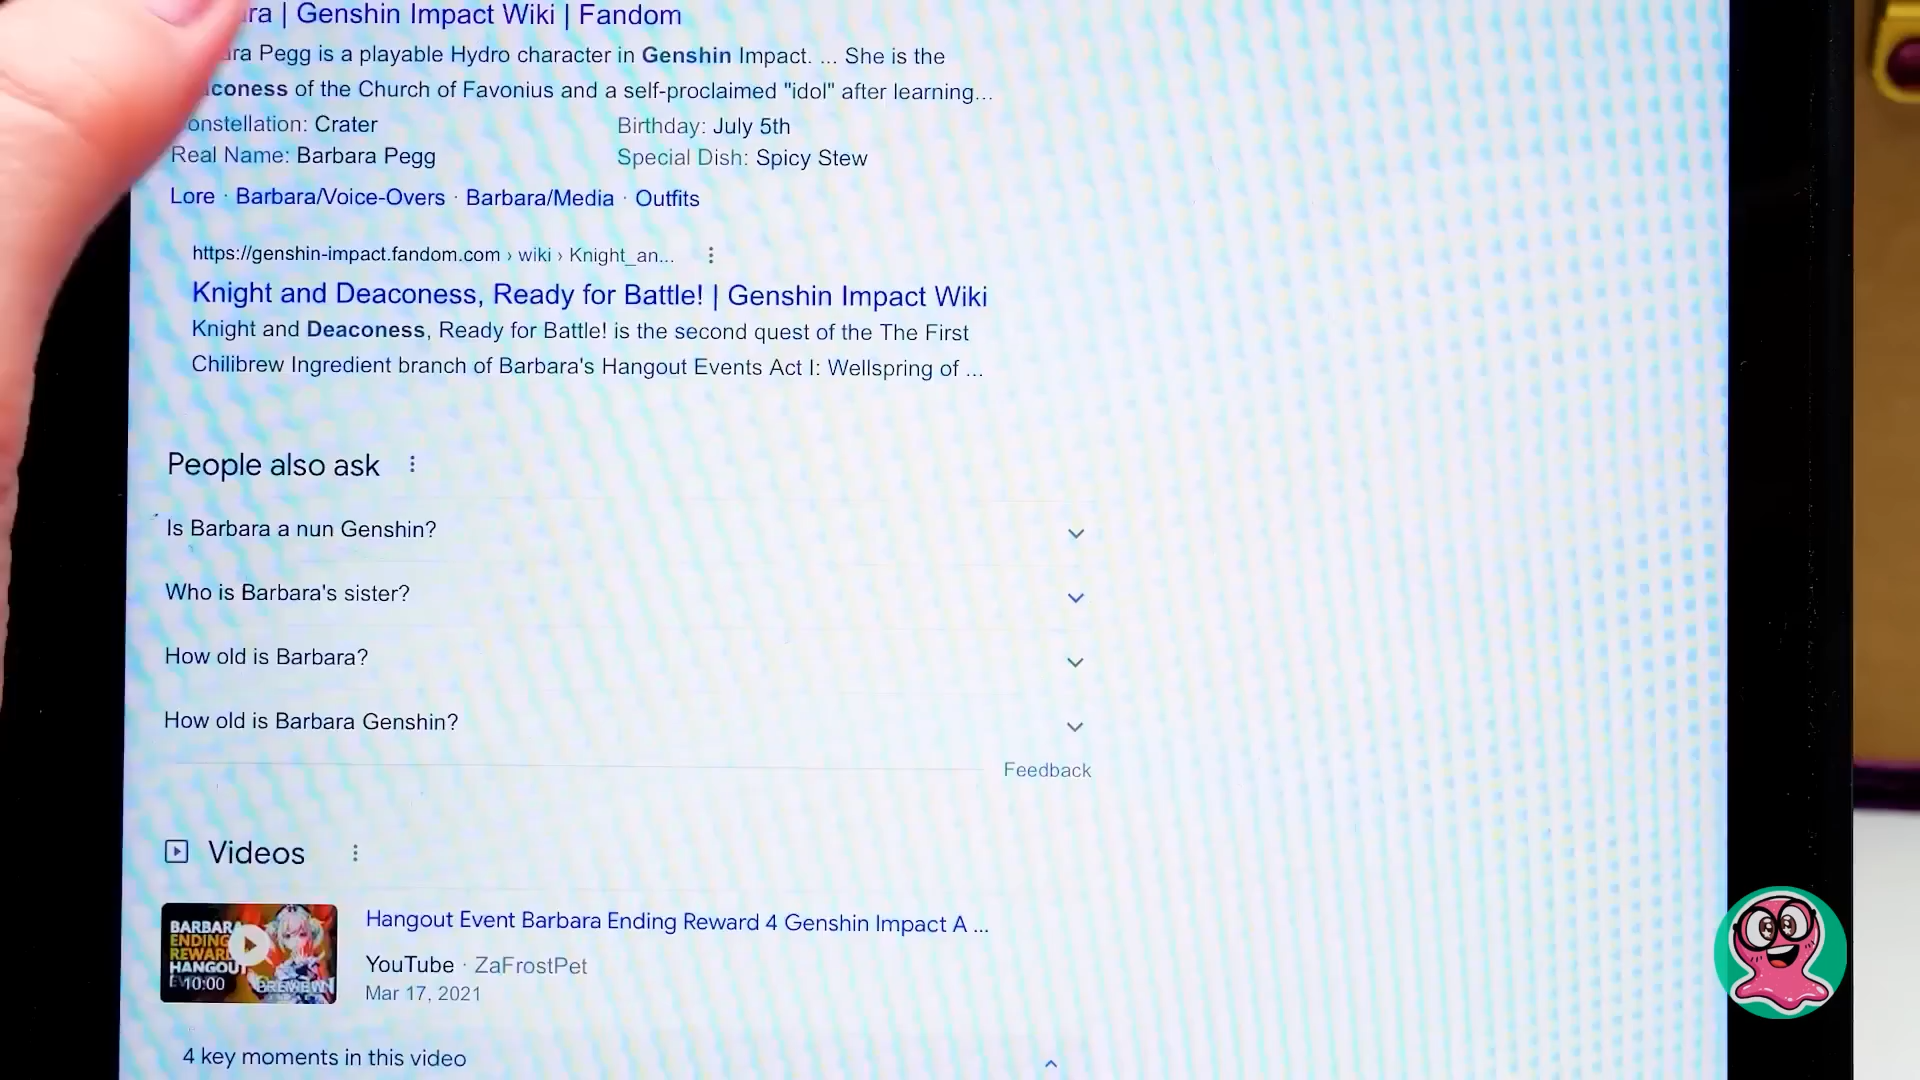 ra | Genshin Impact Wiki | Fandom
ra Pegg is a playable Hydro character in Genshin Impact. ... She is the
coness of the Church of Favonius and a self-proclaimed "idol" after learning...
onstellation: Crater
Birthday: July 5th
Real Name: Barbara Pegg
Special Dish: Spicy Stew
Lore · Barbara/Voice-Overs · Barbara/Media · Outfits
https://genshin-impact.fandom.com › wiki › Knight_an...
Knight and Deaconess, Ready for Battle! | Genshin Impact Wiki
Knight and Deaconess, Ready for Battle! is the second quest of the The First
Chilibrew Ingredient branch of Barbara's Hangout Events Act I: Wellspring of ...
People also ask
Is Barbara a nun Genshin?
Who is Barbara's sister?
How old is Barbara?
How old is Barbara Genshin?
Feedback
Videos
BARBARA
ENDING
REWARD
HANGOUT
10:00
Hangout Event Barbara Ending Reward 4 Genshin Impact A ...
YouTube · ZaFrostPet
Mar 17, 2021
4 key moments in this video